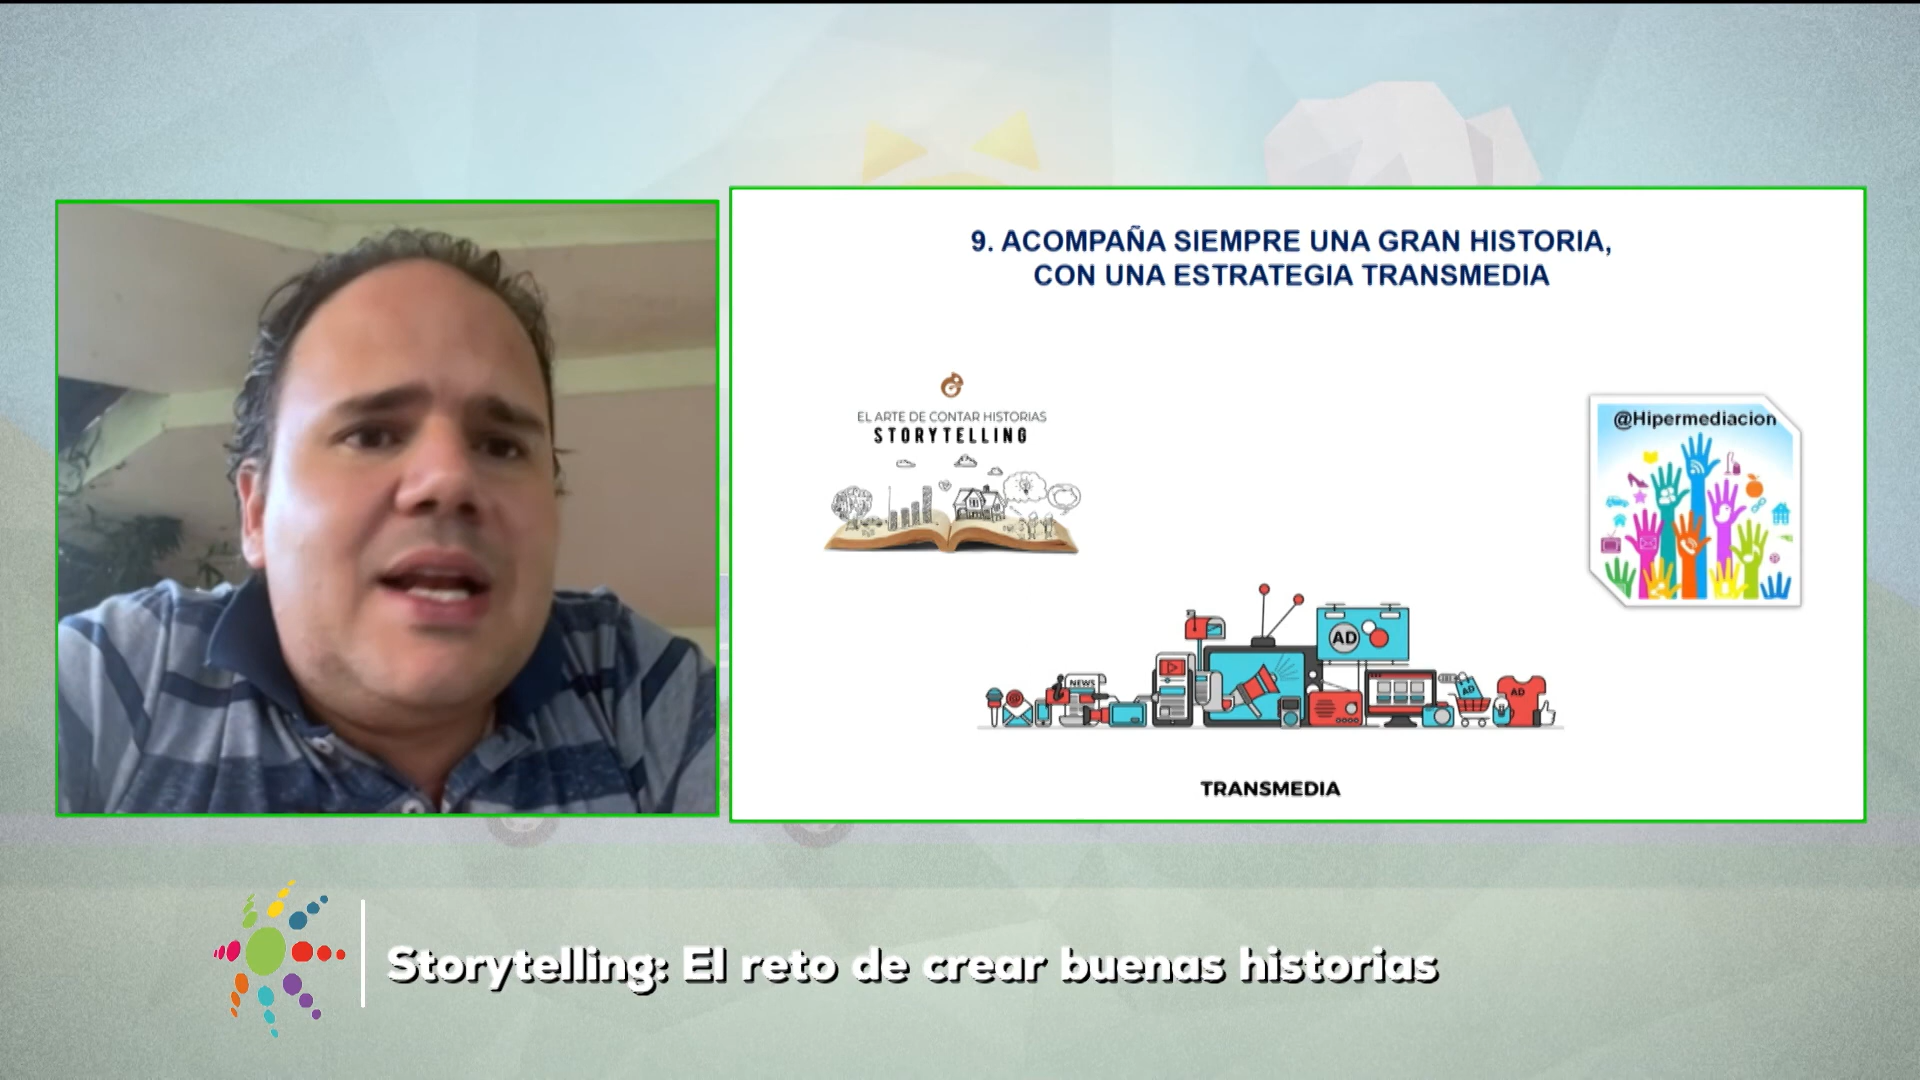 9. ACOMPAÑA SIEMPRE UNA GRAN HISTORIA,
CON UNA ESTRATEGIA TRANSMEDIA
EL ARTE DE CONTAR HISTORIAS
STORYTELLING
@Hipermediacion
AD
NEWS
AD
AD
TRANSMEDIA
Storytelling: El reto de crear buenas historias